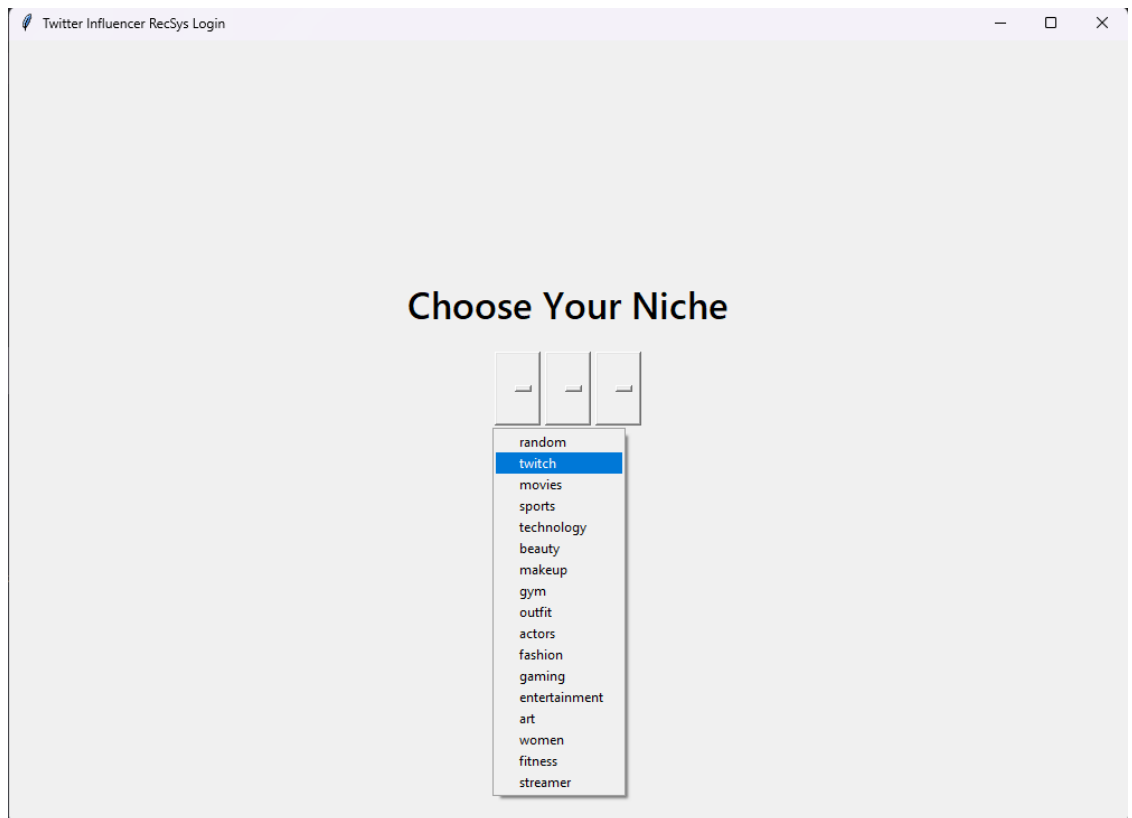 Twitter Influencer RecSys Login
Choose Your Niche
random
twitch
movies
sports
technology
beauty
makeup
gym
outfit
actors
fashion
gaming
entertainment
art
women
fitness
streamer